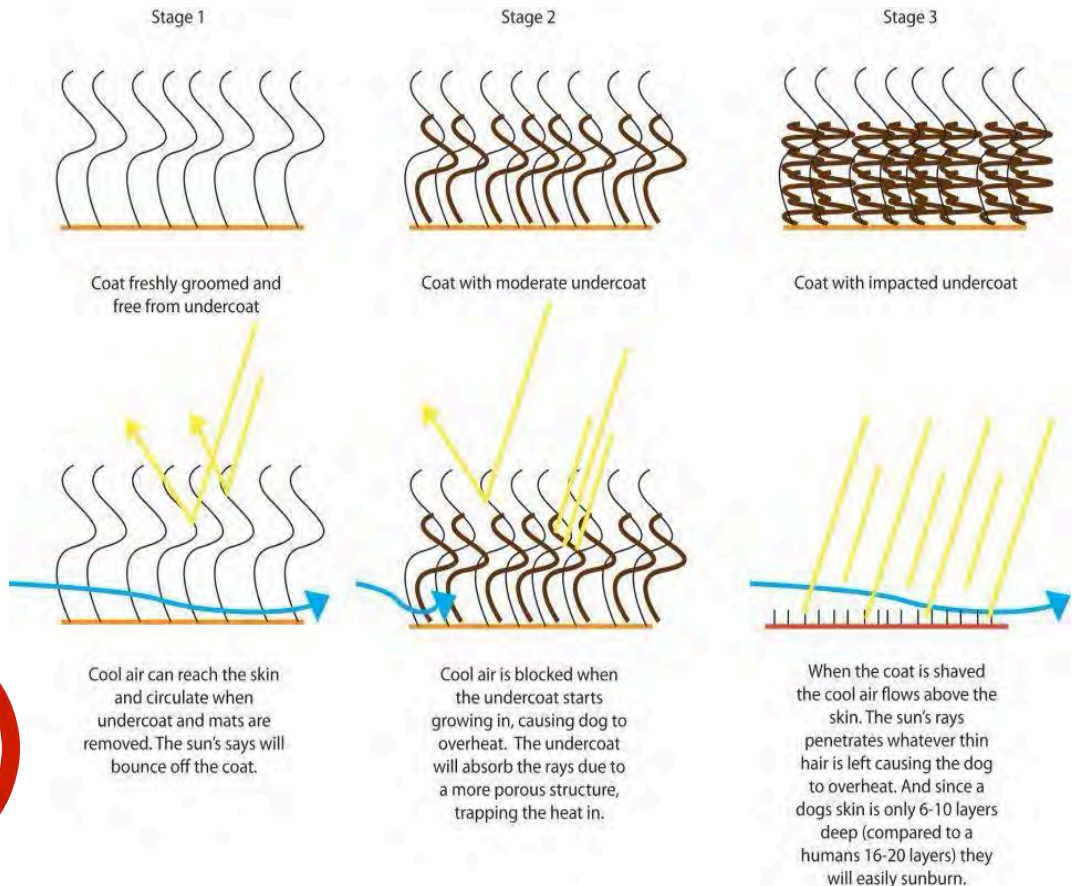 Stage 1
Stage 2
Stage 3
Coat freshly groomed and
free from undercoat
Coat with moderate undercoat
Coat with impacted undercoat
Cool air can reach the skin
and circulate when
undercoat and mats are
removed. The sun's says will
bounce off the coat.
Cool air is blocked when
the undercoat starts
growing in, causing dog to
overheat. The undercoat
will absorb the rays due to
a more porous structure,
trapping the heat in.
When the coat is shaved
the cool air flows above the
skin. The sun's rays
penetrates whatever thin
hair is left causing the dog
to overheat. And since a
dogs skin is only 6-10 layers
deep (compared to a
humans 16-20 layers) they
will easily sunburn.